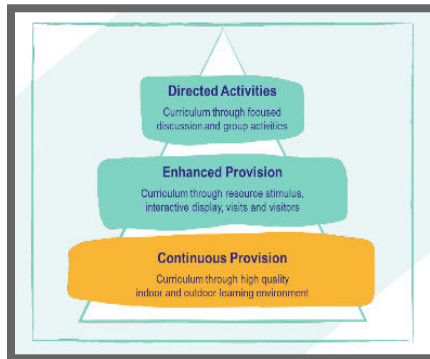 Directed Activities
Curriculum through focused
discussion and group activities
Enhanced Provision
Curriculum through resource stimulus,
interactive display, visits and visitors
Continuous Provision
Curriculum through high quality
indoor and outdoor learning environment